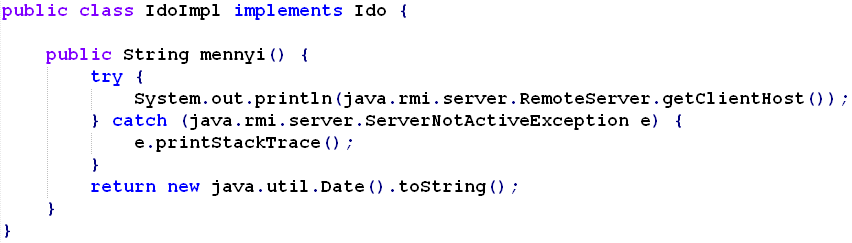 public class IdoImpl implements Ido {
public String mennyi() {
try {
System.out.println(java.rmi.server.RemoteServer.getClientHost());
} catch (java.rmi.server.ServerNotActiveException e) {
e.printStackTrace();
}
return new java.util.Date().toString();
}
}